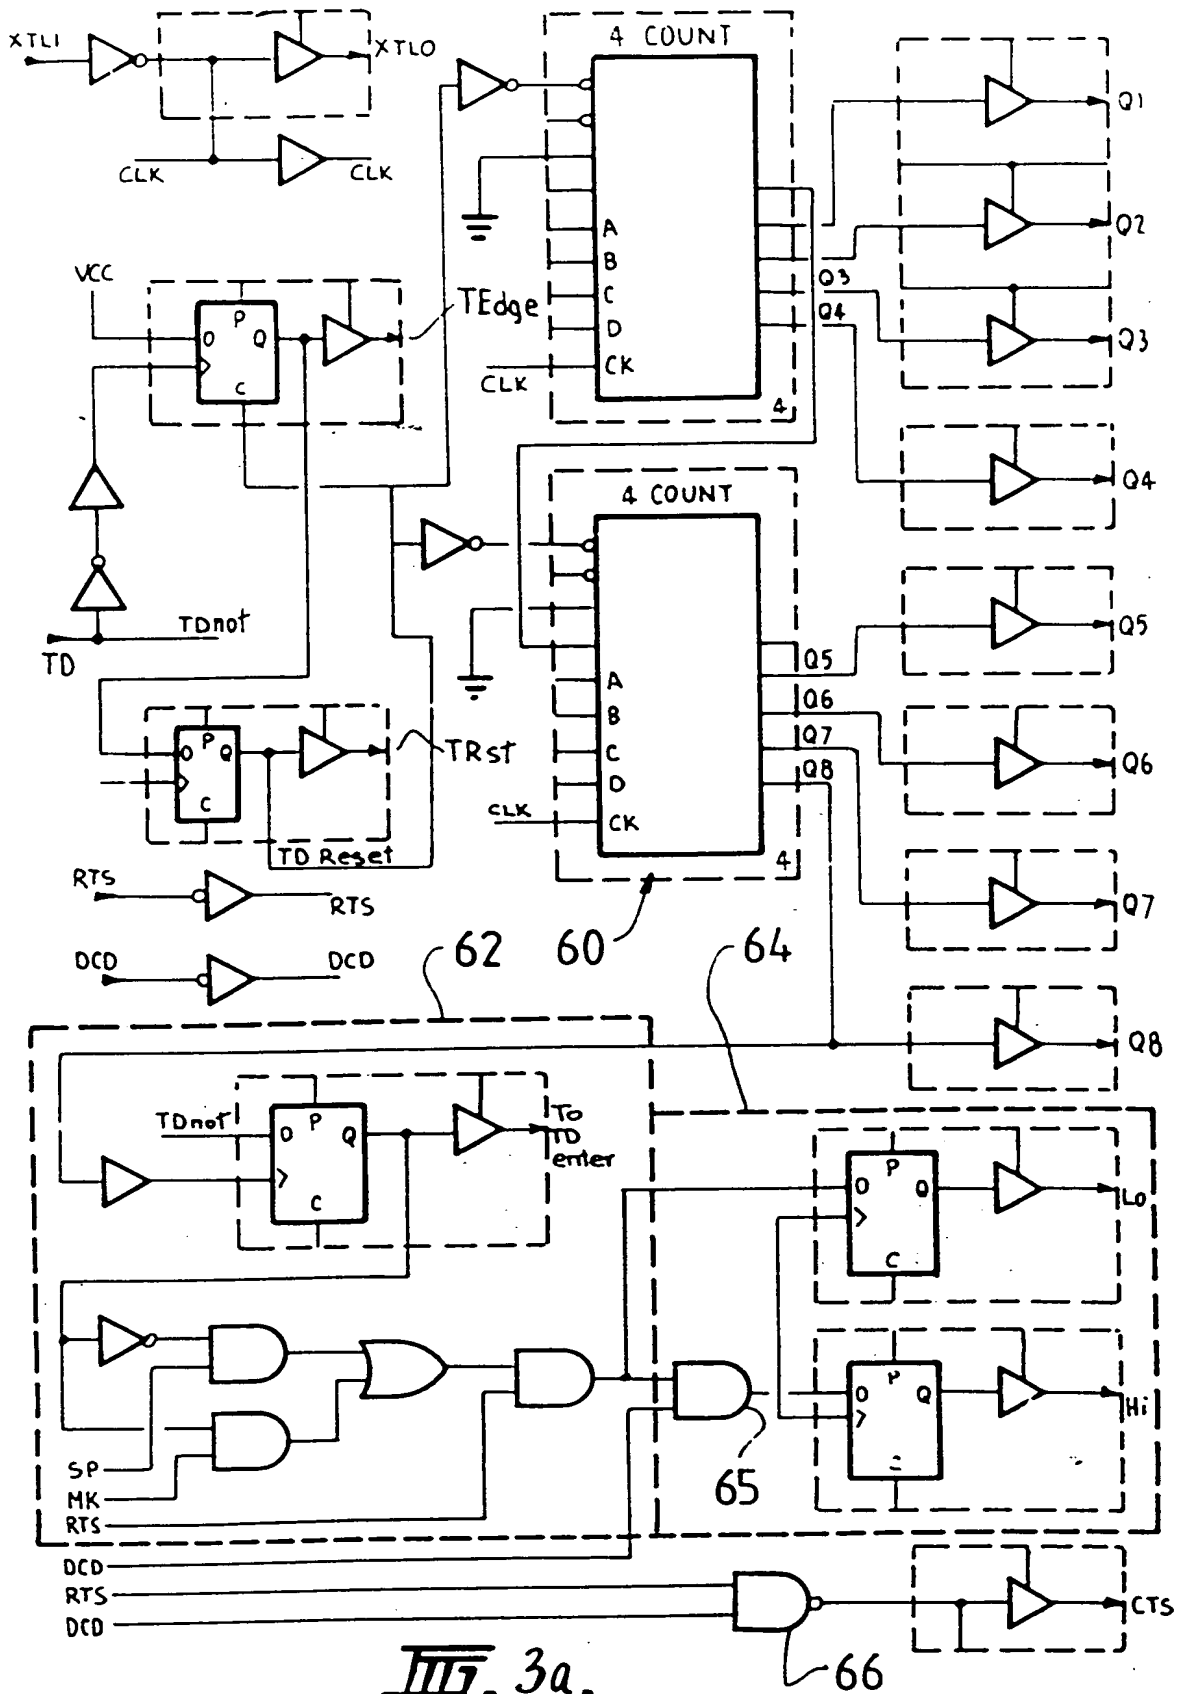 XTLI
XTLO
CLK
CLK
4 COUNT
A
B
C
D
CK
CLK
4
Q3
Q4
Q1
Q2
Q3
Q4
VCC
P
O
Q
C
TEdge
TDnot
TD
4 COUNT
A
B
C
D
CK
CLK
4
Q5
Q6
Q7
Q8
Q5
Q6
Q7
Q8
P
O
Q
C
TRst
TD Reset
RTS
RTS
DCD
DCD
62
60
64
TDnot
P
O
Q
C
To
TD
enter
P
O
Q
C
Lo
P
O
Q
Hi
65
SP
MK
RTS
DCD
RTS
DCD
CTS
66
FIG. 3a.